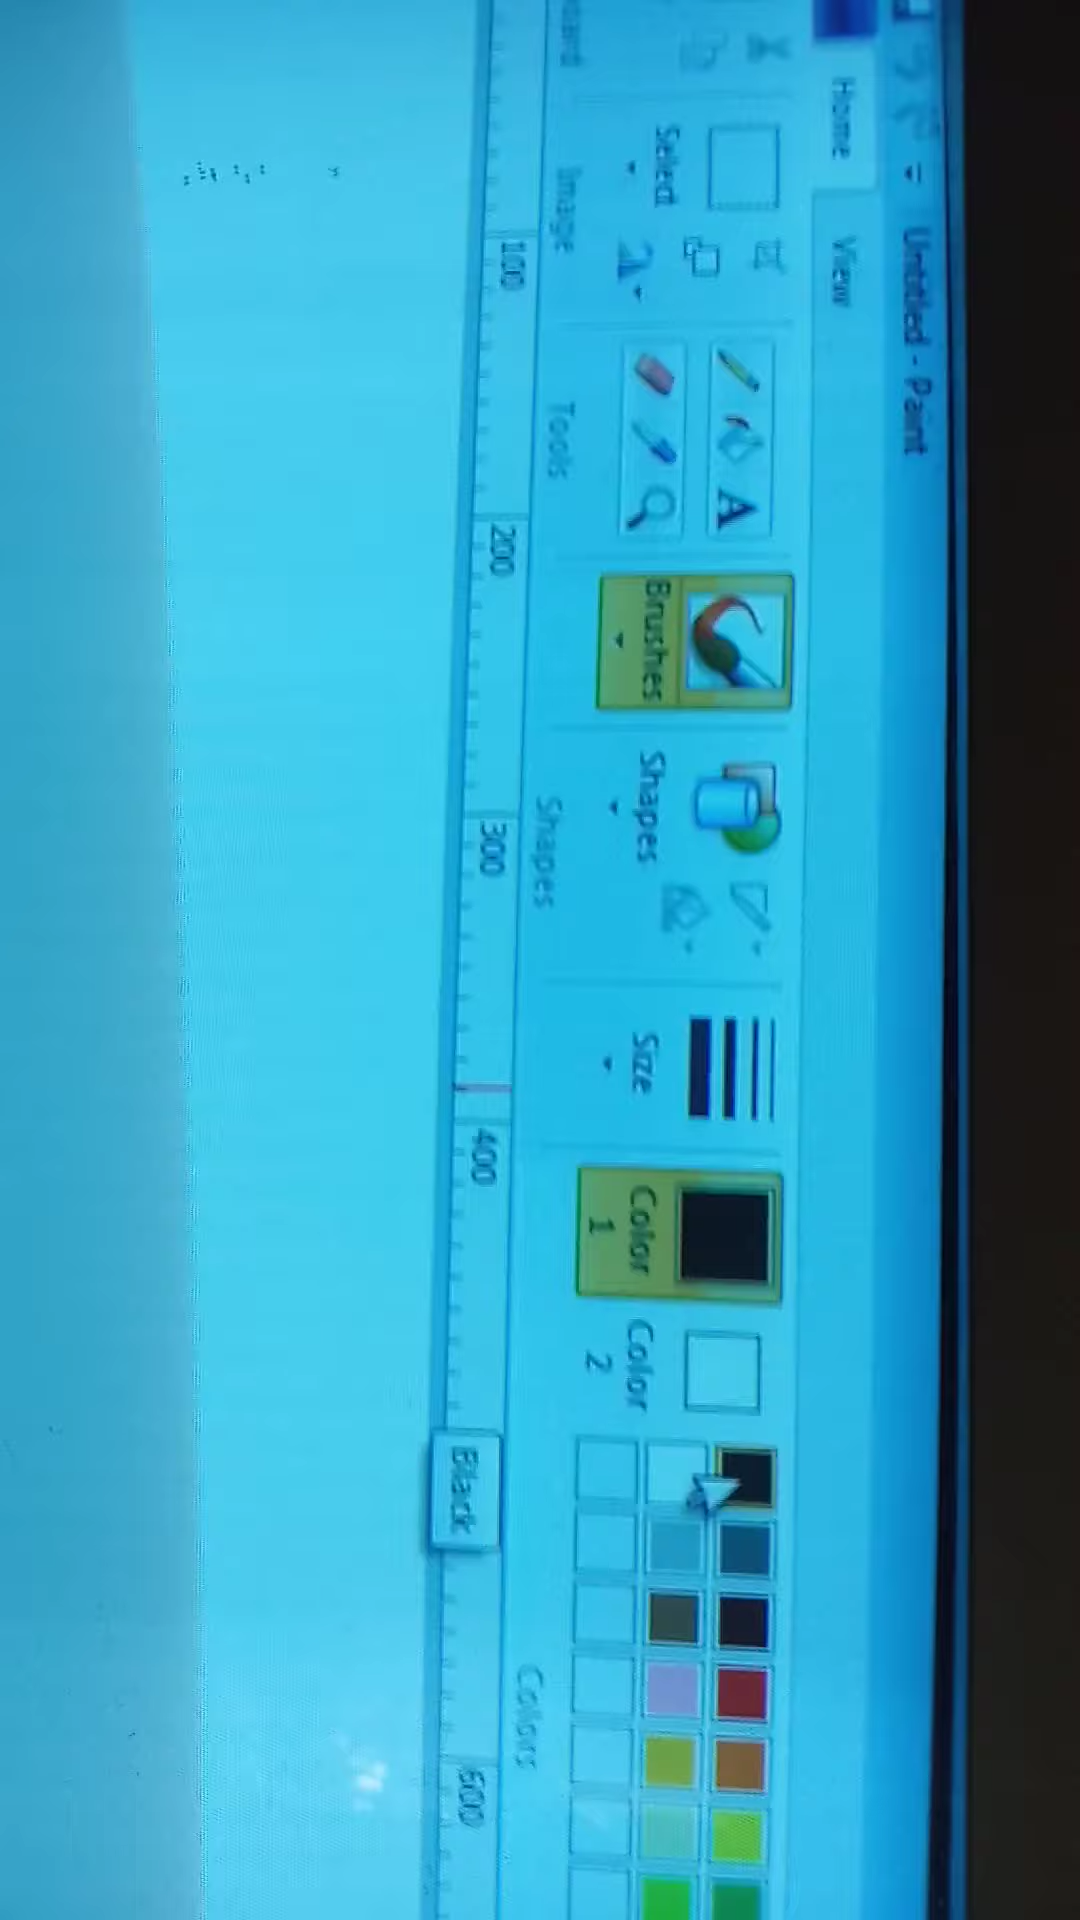 Untitled - Paint
Home View
Select
Brushes
Shapes
Size
Color 1
Color 2
Image
Tools
Shapes
Colors
100 200 300 400 500
Black
A